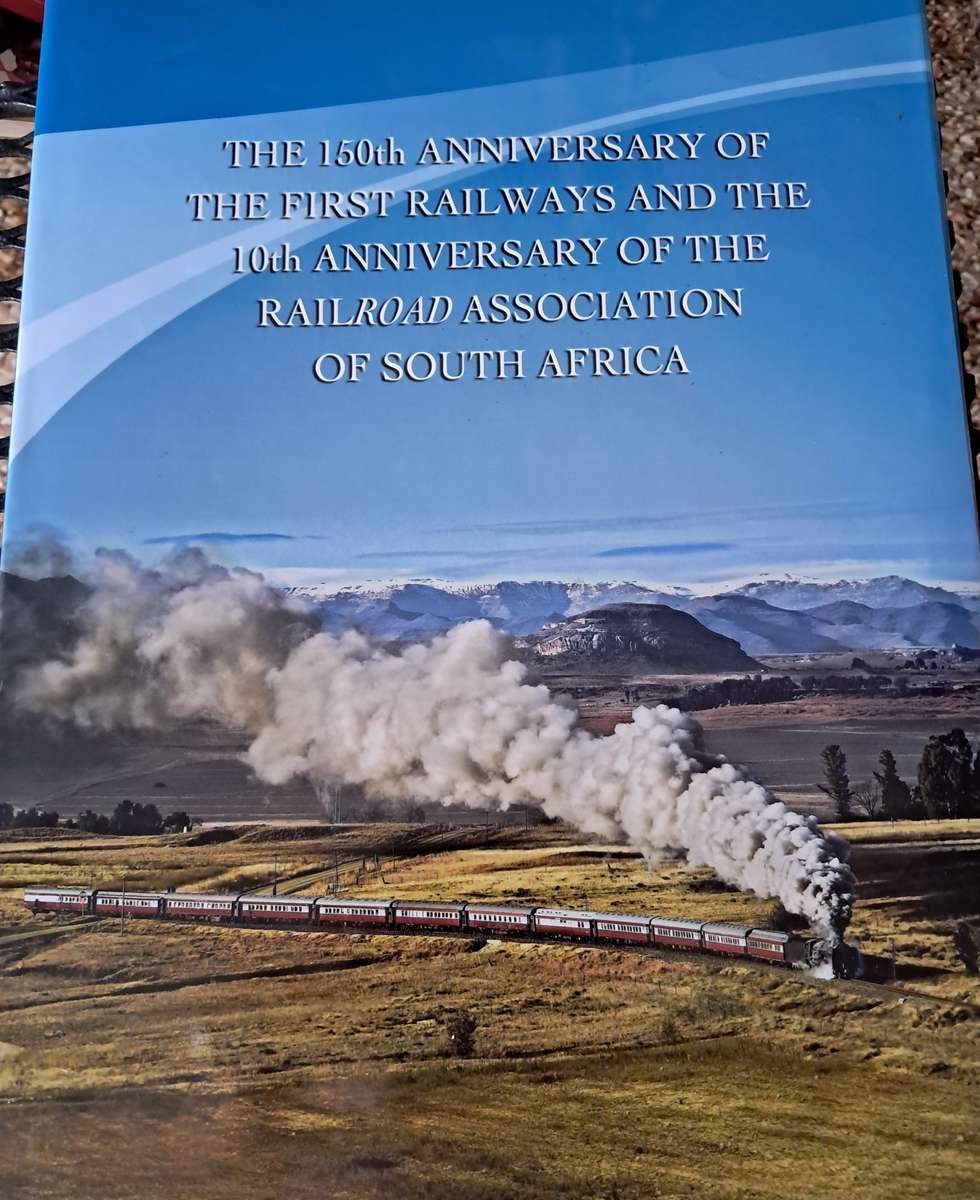 THE 150th ANNIVERSARY OF
THE FIRST RAILWAYS AND THE
10th ANNIVERSARY OF THE
RAILROAD ASSOCIATION
OF SOUTH AFRICA